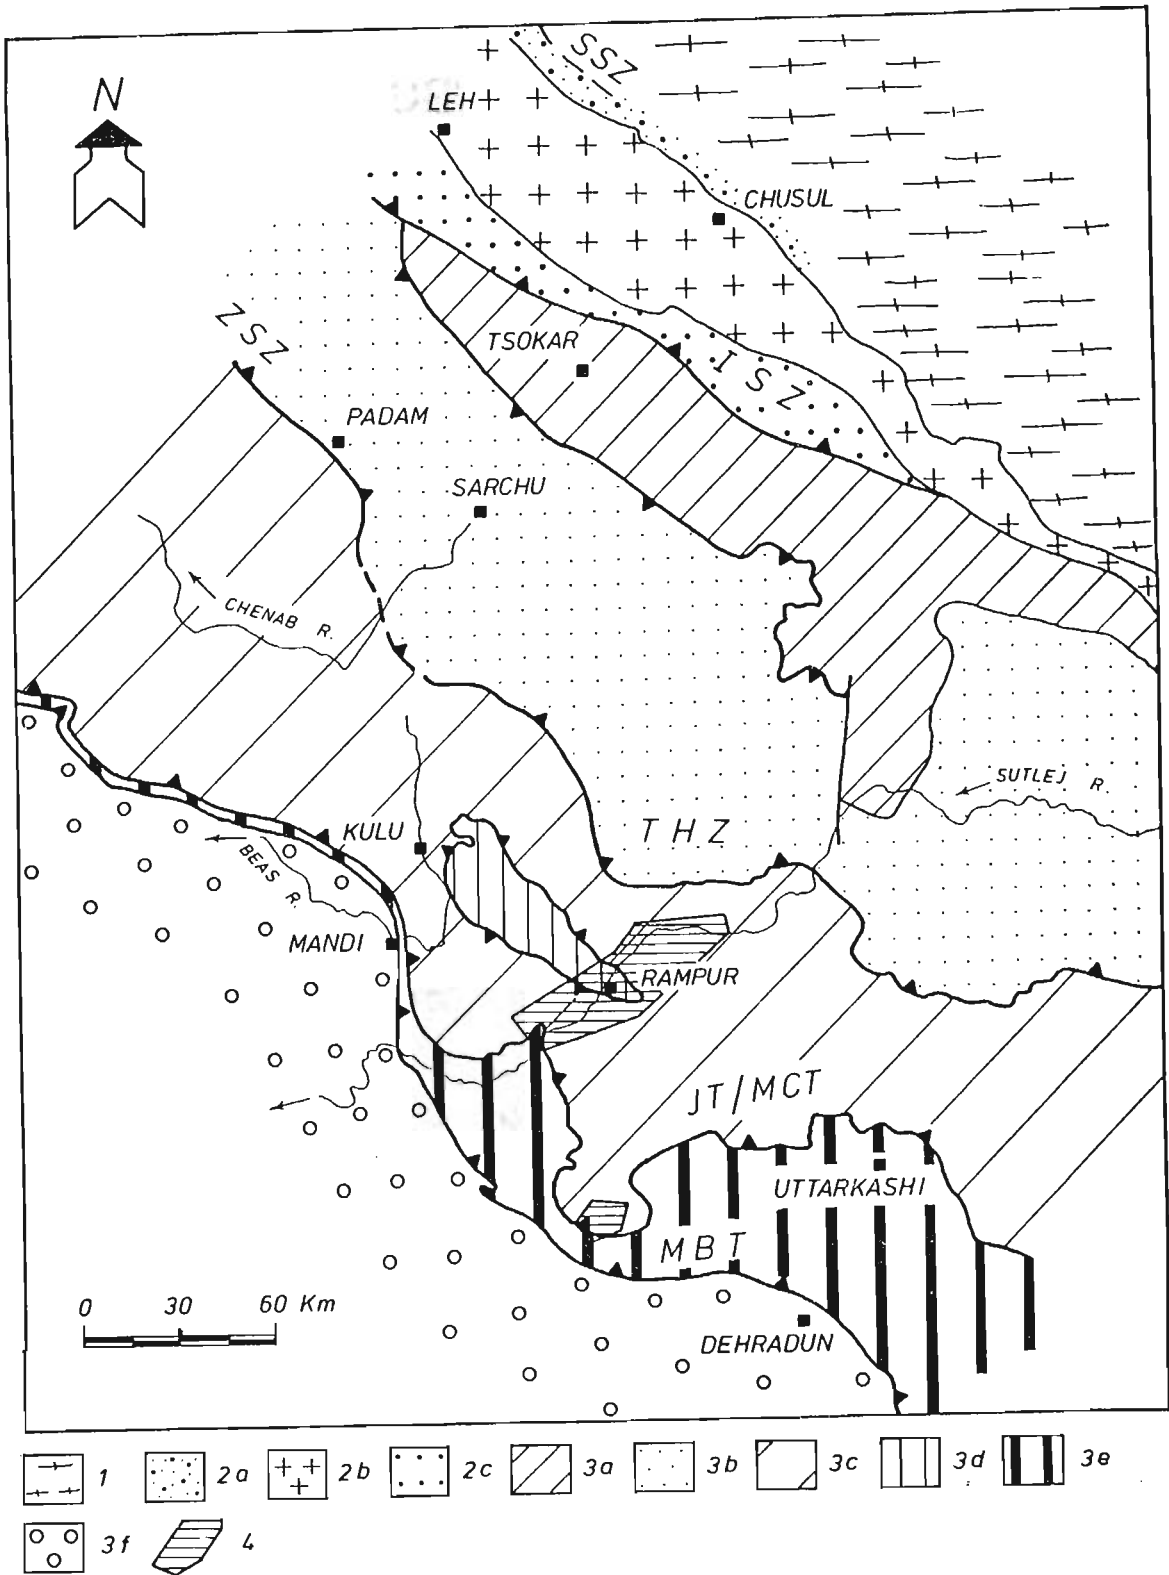 N
SSZ
LEH
CHUSUL
ZSZ
TSOKAR
ISZ
PADAM
SARCHU
CHENAB R.
SUTLEJ R.
THZ
KULU
BEAS R.
MANDI
RAMPUR
JT/MCT
UTTARKASHI
MBT
0 30 60 Km
DEHRADUN
1 2a 2b 2c 3a 3b 3c 3d 3e
3f 4